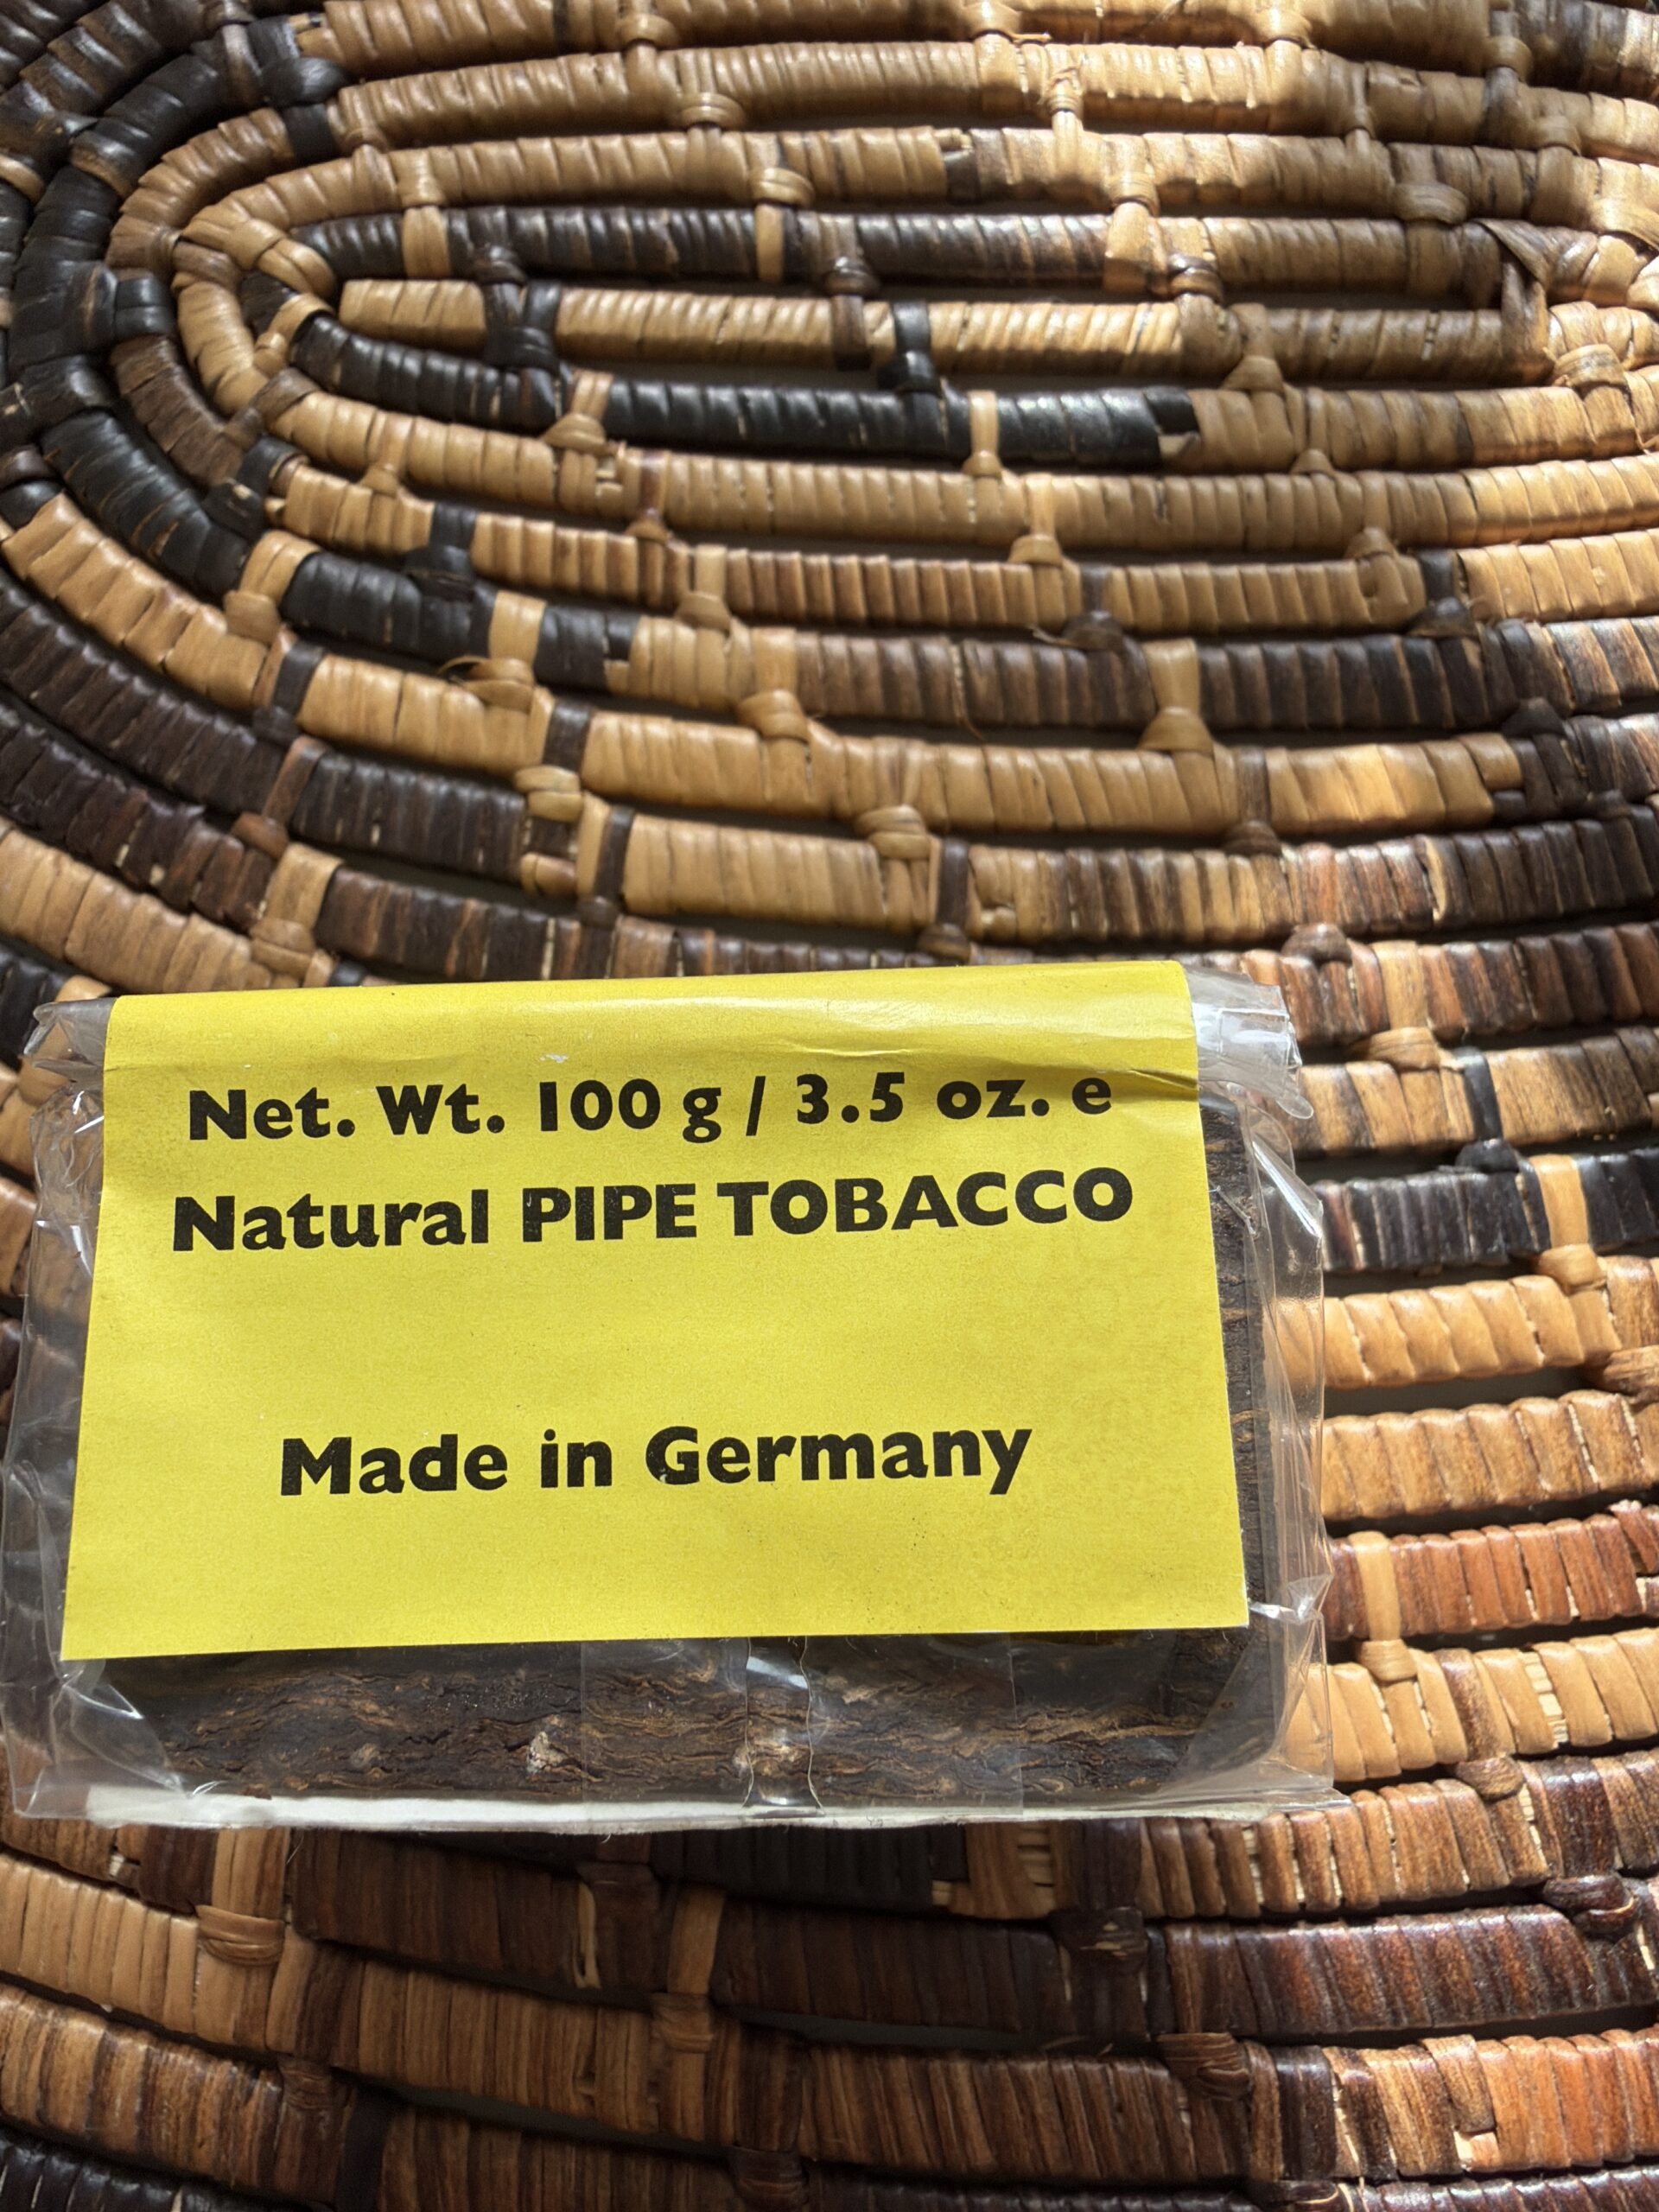 Net. Wt. 100 g / 3.5 oz. e
Natural PIPE TOBACCO
Made in Germany